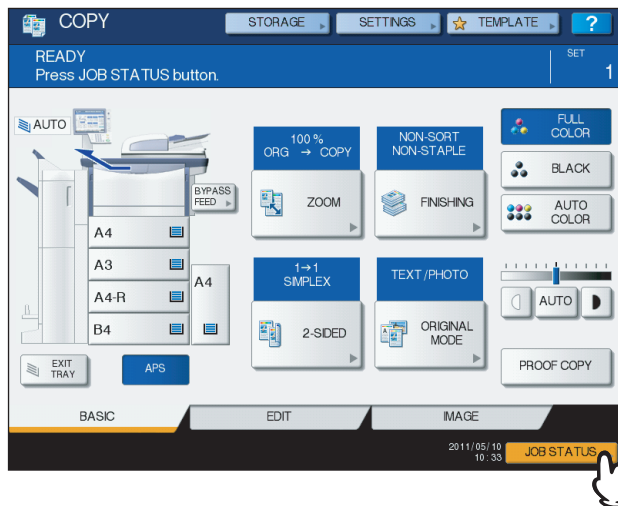 COPY
STORAGE
SETTINGS
TEMPLATE
?
READY
Press JOB STATUS button.
SET
1
AUTO
BYPASS
FEED
A4
A3
A4-R
B4
A4
EXIT
TRAY
APS
100 %
ORG → COPY
ZOOM
NON-SORT
NON-STAPLE
FINISHING
1→1
SIMPLEX
2-SIDED
TEXT/PHOTO
ORIGINAL
MODE
FULL
COLOR
BLACK
AUTO
COLOR
AUTO
PROOF COPY
BASIC
EDIT
IMAGE
2011/05/10
10:33
JOB STATUS